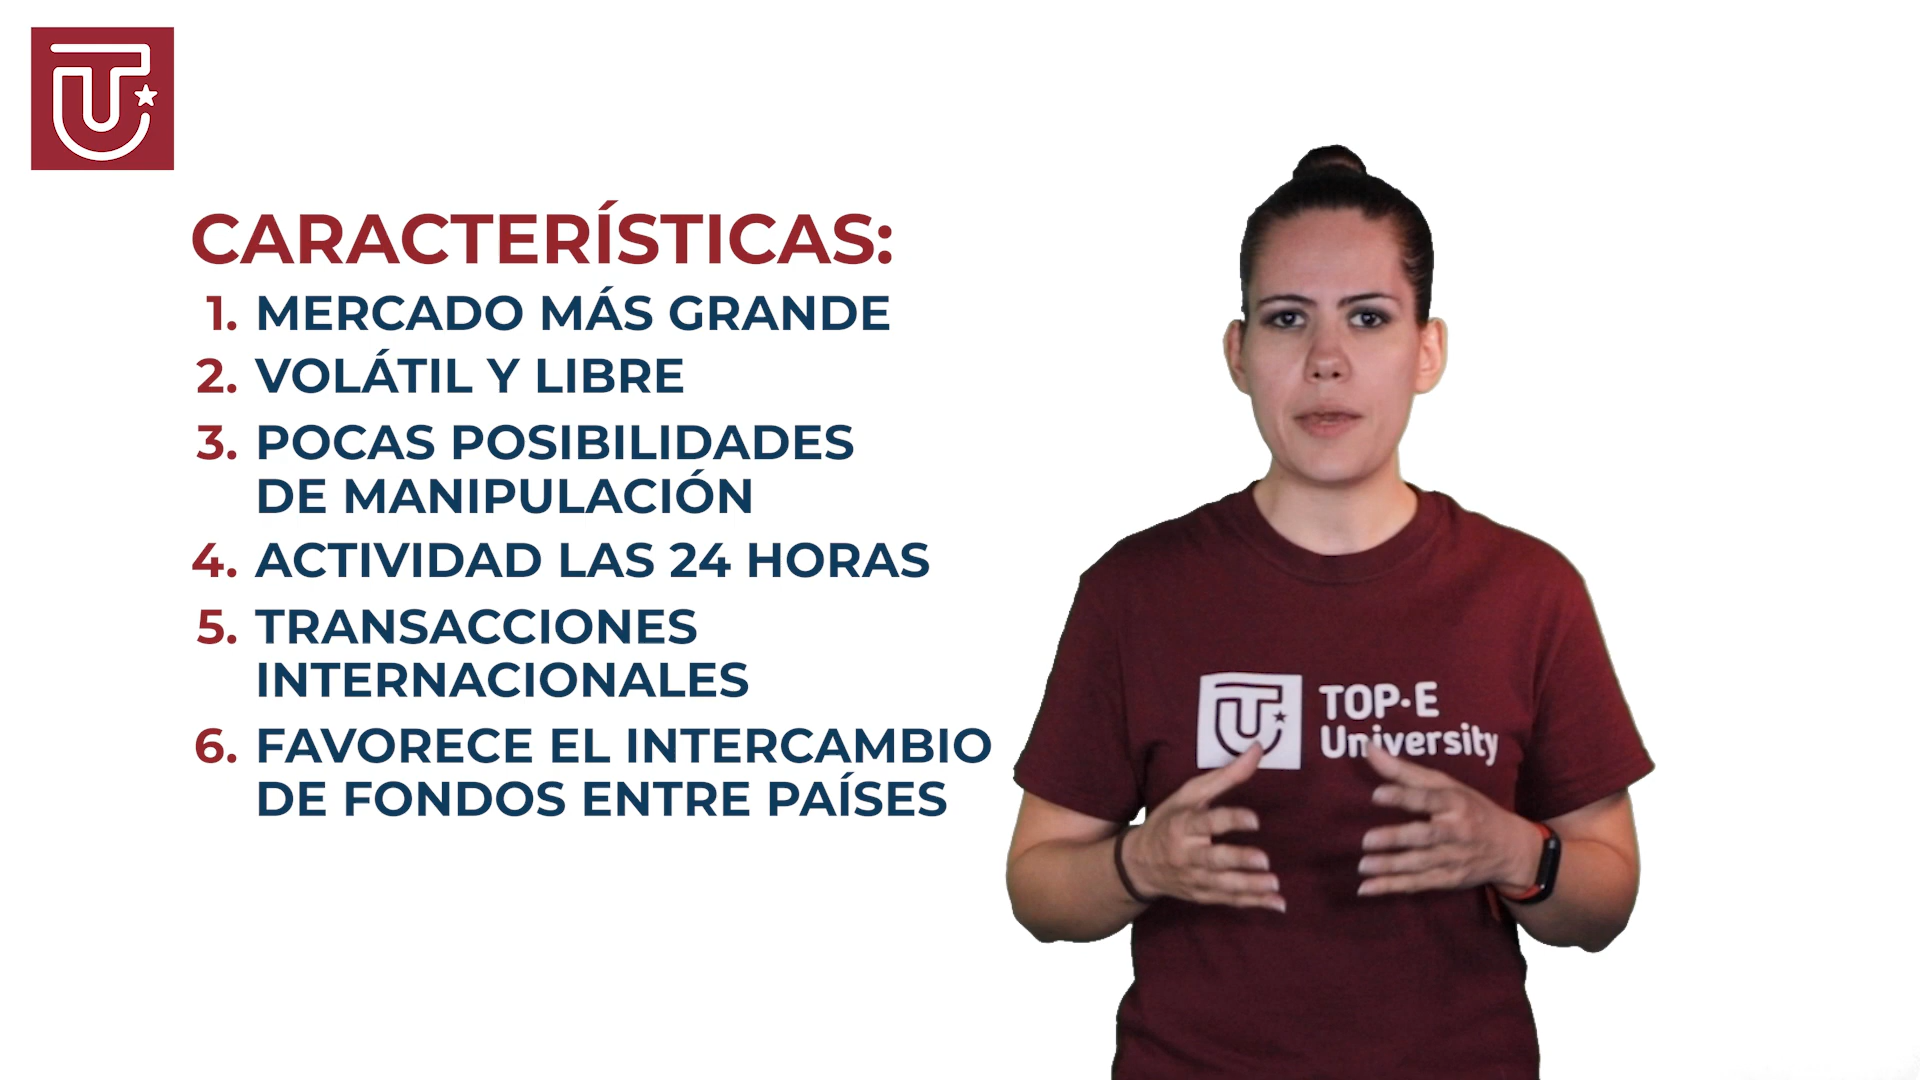 CARACTERÍSTICAS:
1. MERCADO MÁS GRANDE
2. VOLÁTIL Y LIBRE
3. POCAS POSIBILIDADES
DE MANIPULACIÓN
4. ACTIVIDAD LAS 24 HORAS
5. TRANSACCIONES
INTERNACIONALES
6. FAVORECE EL INTERCAMBIO
DE FONDOS ENTRE PAÍSES
TOP·E
University